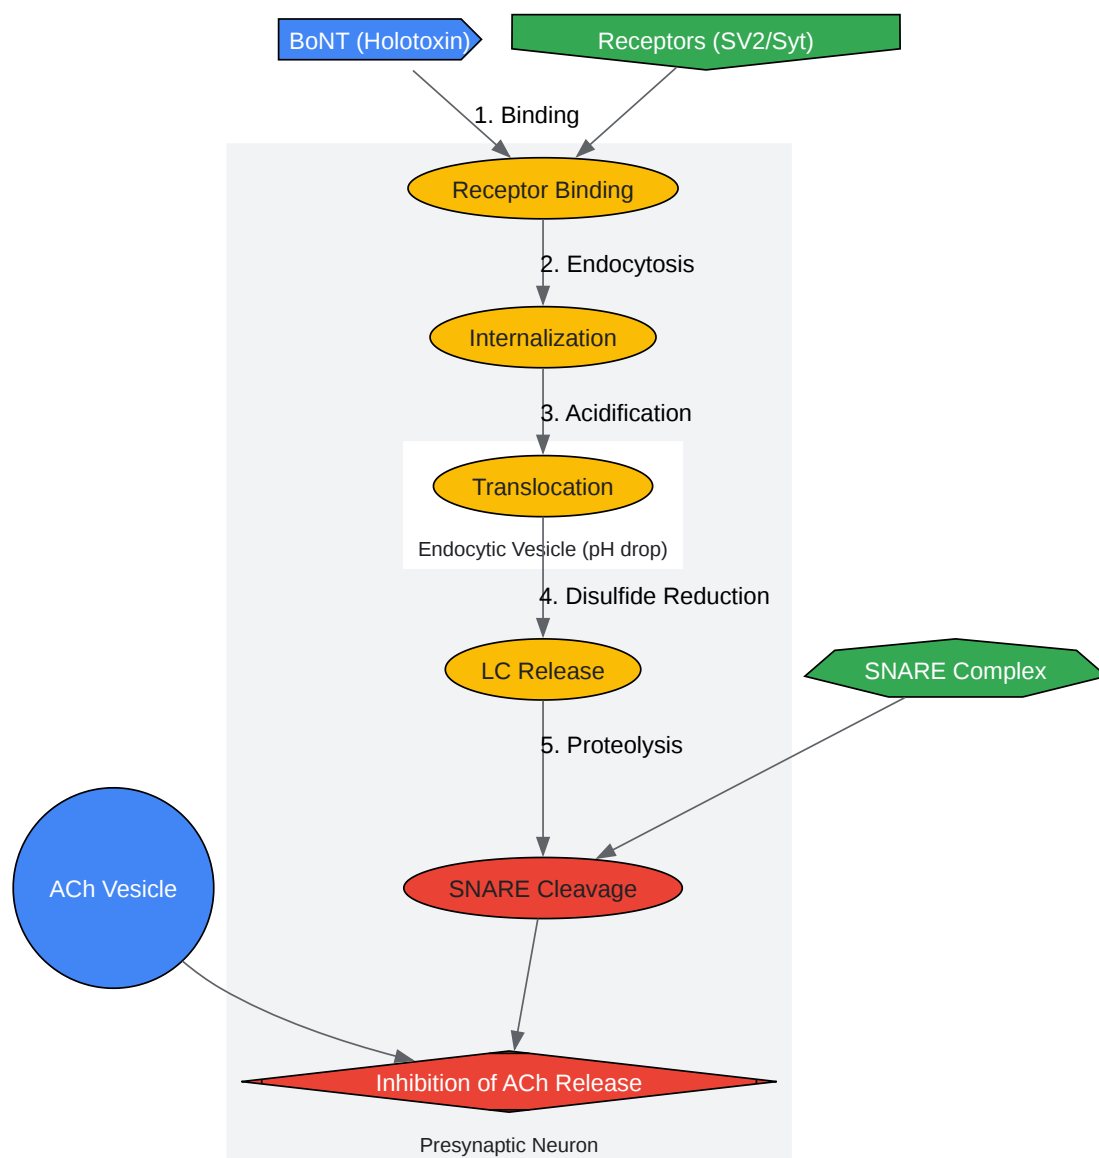 BoNT (Holotoxin)
Receptors (SV2/Syt)
1. Binding
Receptor Binding
2. Endocytosis
Internalization
3. Acidification
Translocation
Endocytic Vesicle (pH drop)
4. Disulfide Reduction
LC Release
SNARE Complex
5. Proteolysis
ACh Vesicle
SNARE Cleavage
Inhibition of ACh Release
Presynaptic Neuron